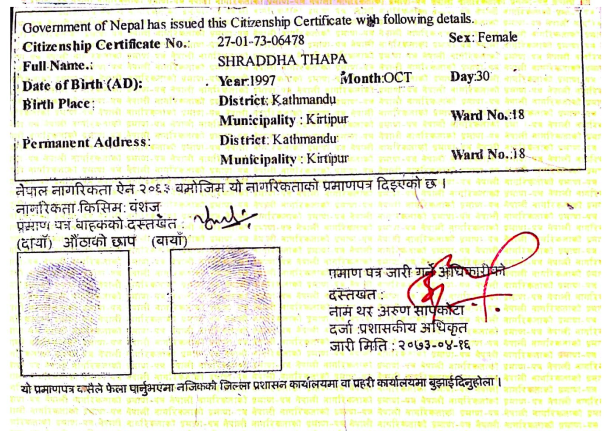 Government of Nepal has issued this Citizenship Certificate with following details.
Citizenship Certificate No.: 27-01-73-06478 Sex: Female
Full Name.: SHRADDHA THAPA
Date of Birth (AD): Year:1997 Month:OCT Day:30
Birth Place: District: Kathmandu
Municipality : Kirtipur Ward No.:18
Permanent Address: District: Kathmandu
Municipality : Kirtipur Ward No.:18
नेपाल नागरिकता ऐन २०६३ बमोजिम यो नागरिकताको प्रमाणपत्र दिइएको छ ।
नागरिकता किसिम: वंशज
प्रमाण पत्र बाहकको दस्तखत :
(दायाँ) औंठाको छाप (बायाँ)
प्रमाण पत्र जारी गर्ने अधिकारीको
दस्तखत :
नाम थर :अरुण सापकोटा
दर्जा :प्रशासकीय अधिकृत
जारी मिति : २०७३-०४-१६
यो प्रमाणपत्र कसैले फेला पार्नुभएमा नजिकको जिल्ला प्रशासन कार्यालयमा वा प्रहरी कार्यालयमा बुझाईदिनुहोला ।